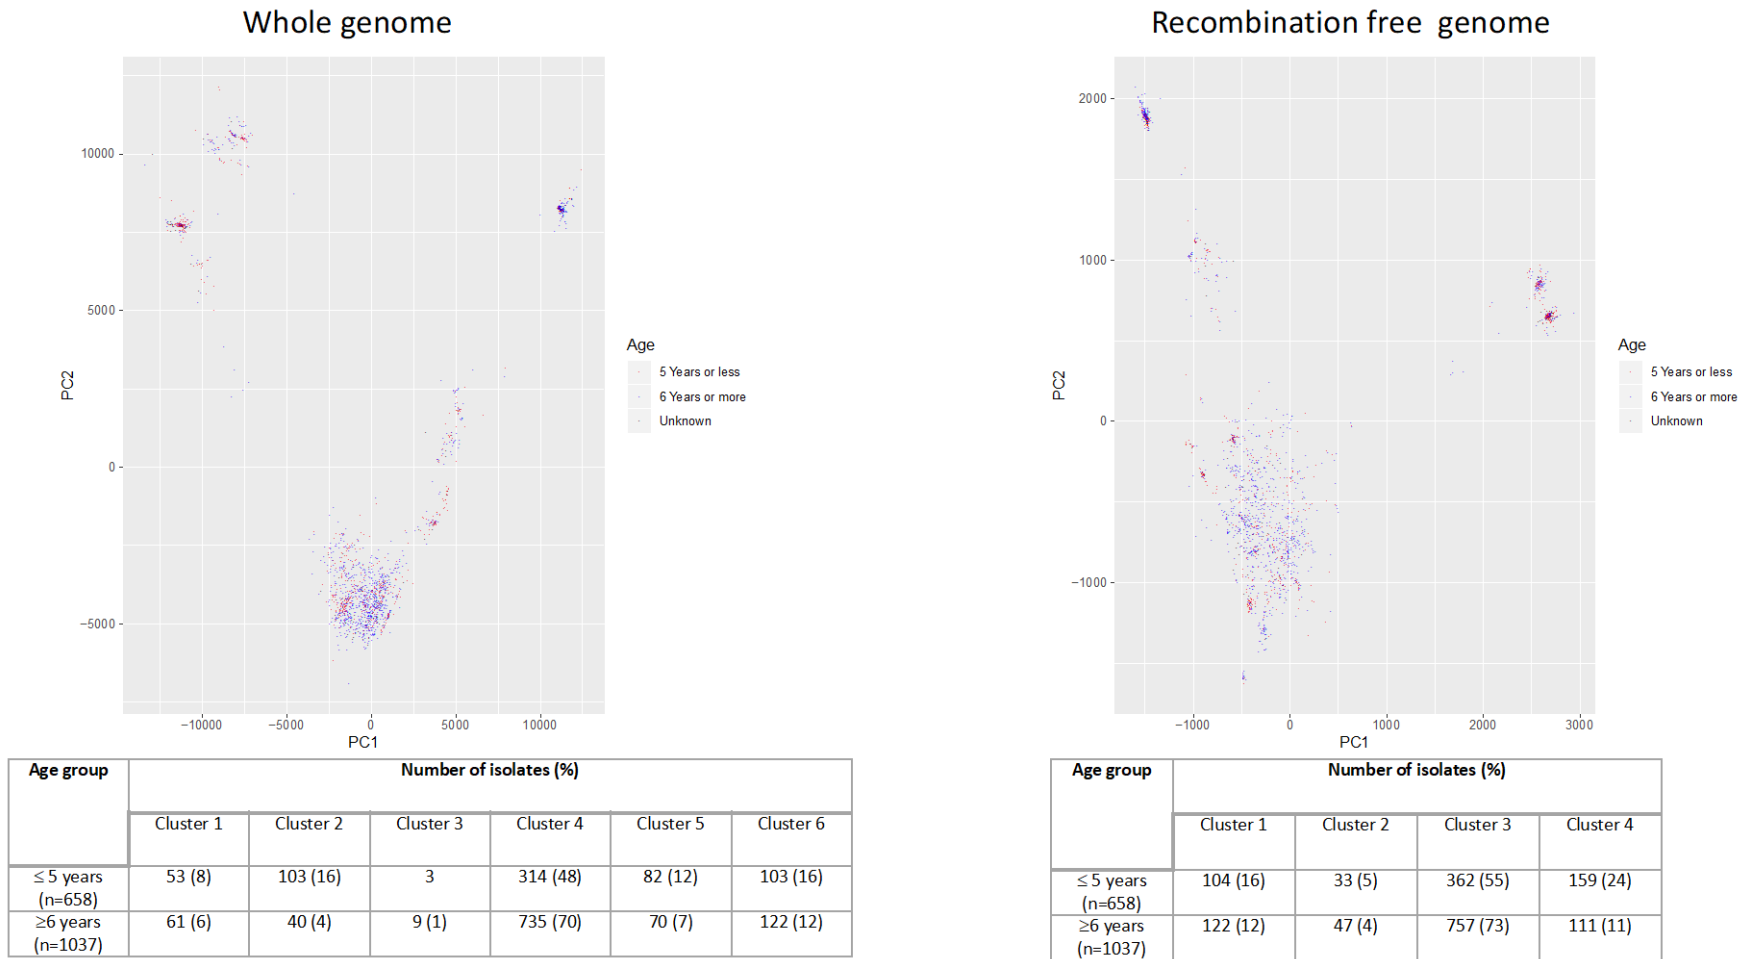 Whole genome
10000
5000
0
−5000
PC2
−10000
−5000
0
5000
10000
PC1
Age
5 Years or less
6 Years or more
Unknown
Age group
Number of isolates (%)
Cluster 1
Cluster 2
Cluster 3
Cluster 4
Cluster 5
Cluster 6
≤ 5 years
(n=658)
53 (8)
103 (16)
3
314 (48)
82 (12)
103 (16)
≥6 years
(n=1037)
61 (6)
40 (4)
9 (1)
735 (70)
70 (7)
122 (12)
Recombination free genome
2000
1000
0
−1000
PC2
−1000
0
1000
2000
3000
PC1
Age
5 Years or less
6 Years or more
Unknown
Age group
Number of isolates (%)
Cluster 1
Cluster 2
Cluster 3
Cluster 4
≤ 5 years
(n=658)
104 (16)
33 (5)
362 (55)
159 (24)
≥6 years
(n=1037)
122 (12)
47 (4)
757 (73)
111 (11)